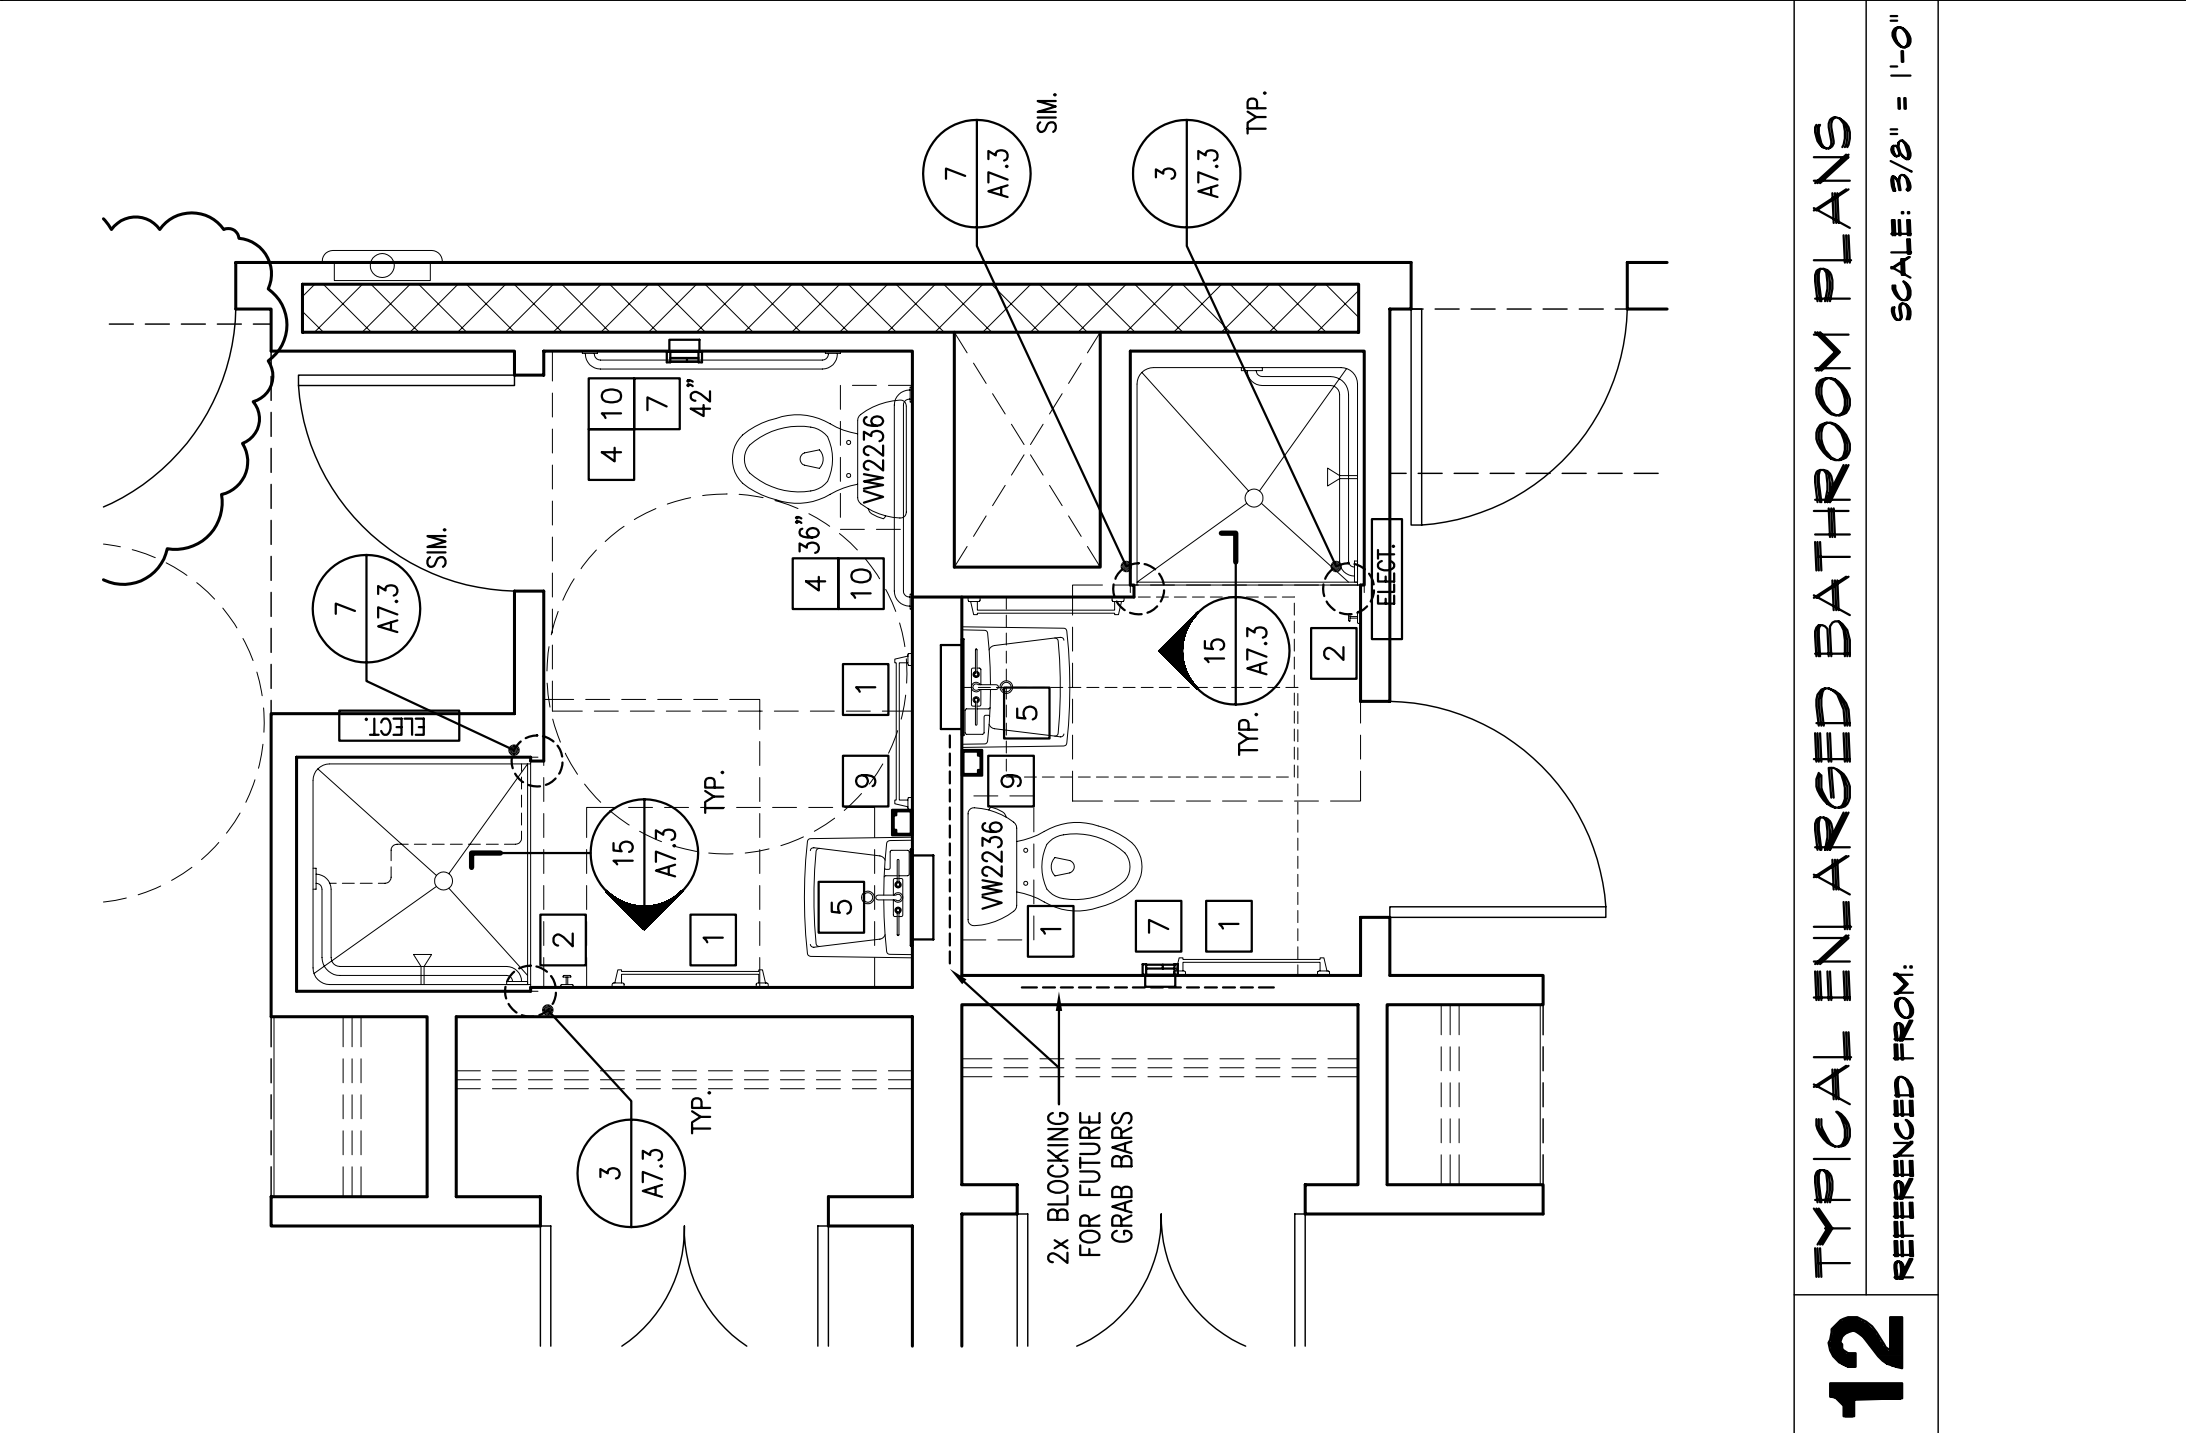 7
A7.3
SIM.
3
A7.3
TYP.
10
7
42"
4
VW2236
36"
4
10
7
A7.3
SIM.
ELECT.
ELECT.
1
9
5
15
A7.3
TYP.
2
1
5
9
VW2236
15
A7.3
TYP.
2
1
7
1
3
A7.3
TYP.
2x BLOCKING
FOR FUTURE
GRAB BARS
12
TYPICAL ENLARGED BATHROOM PLANS
REFERENCED FROM:
SCALE: 3/8" = 1'-0"